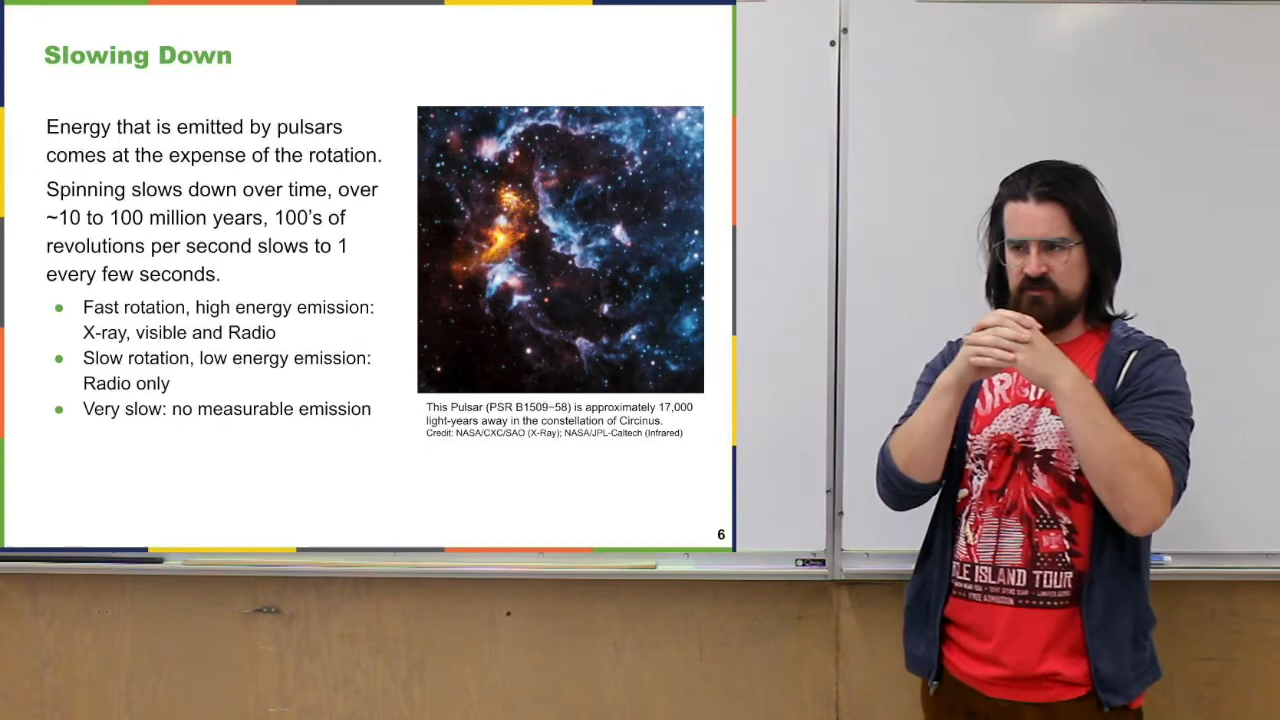 Slowing Down
Energy that is emitted by pulsars
comes at the expense of the rotation.
Spinning slows down over time, over
~10 to 100 million years, 100's of
revolutions per second slows to 1
every few seconds.
• Fast rotation, high energy emission:
X-ray, visible and Radio
• Slow rotation, low energy emission:
Radio only
• Very slow: no measurable emission
This Pulsar (PSR B1509−58) is approximately 17,000
light-years away in the constellation of Circinus.
Credit: NASA/CXC/SAO (X-Ray); NASA/JPL-Caltech (Infrared)
6
ISLAND TOUR
FREE ADMISSION